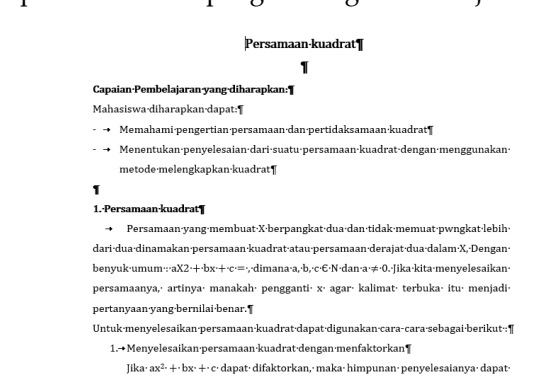 Persamaan kuadrat
Capaian Pembelajaran yang diharapkan:
Mahasiswa diharapkan dapat:
- Memahami pengertian persamaan dan pertidaksamaan kuadrat
- Menentukan penyelesaian dari suatu persamaan kuadrat dengan menggunakan
metode melengkapkan kuadrat
1. Persamaan kuadrat
Persamaan yang membuat X berpangkat dua dan tidak memuat pwngkat lebih
dari dua dinamakan persamaan kuadrat atau persamaan derajat dua dalam X, Dengan
benyuk umum : aX2 + bx + c = , dimana a, b, c € N dan a ≠ 0. Jika kita menyelesaikan
persamaanya, artinya manakah pengganti x agar kalimat terbuka itu menjadi
pertanyaan yang bernilai benar.
Untuk menyelesaikan persamaan kuadrat dapat digunakan cara-cara sebagai berikut :
1. Menyelesaikan persamaan kuadrat dengan menfaktorkan
Jika ax² + bx + c dapat difaktorkan, maka himpunan penyelesaianya dapat